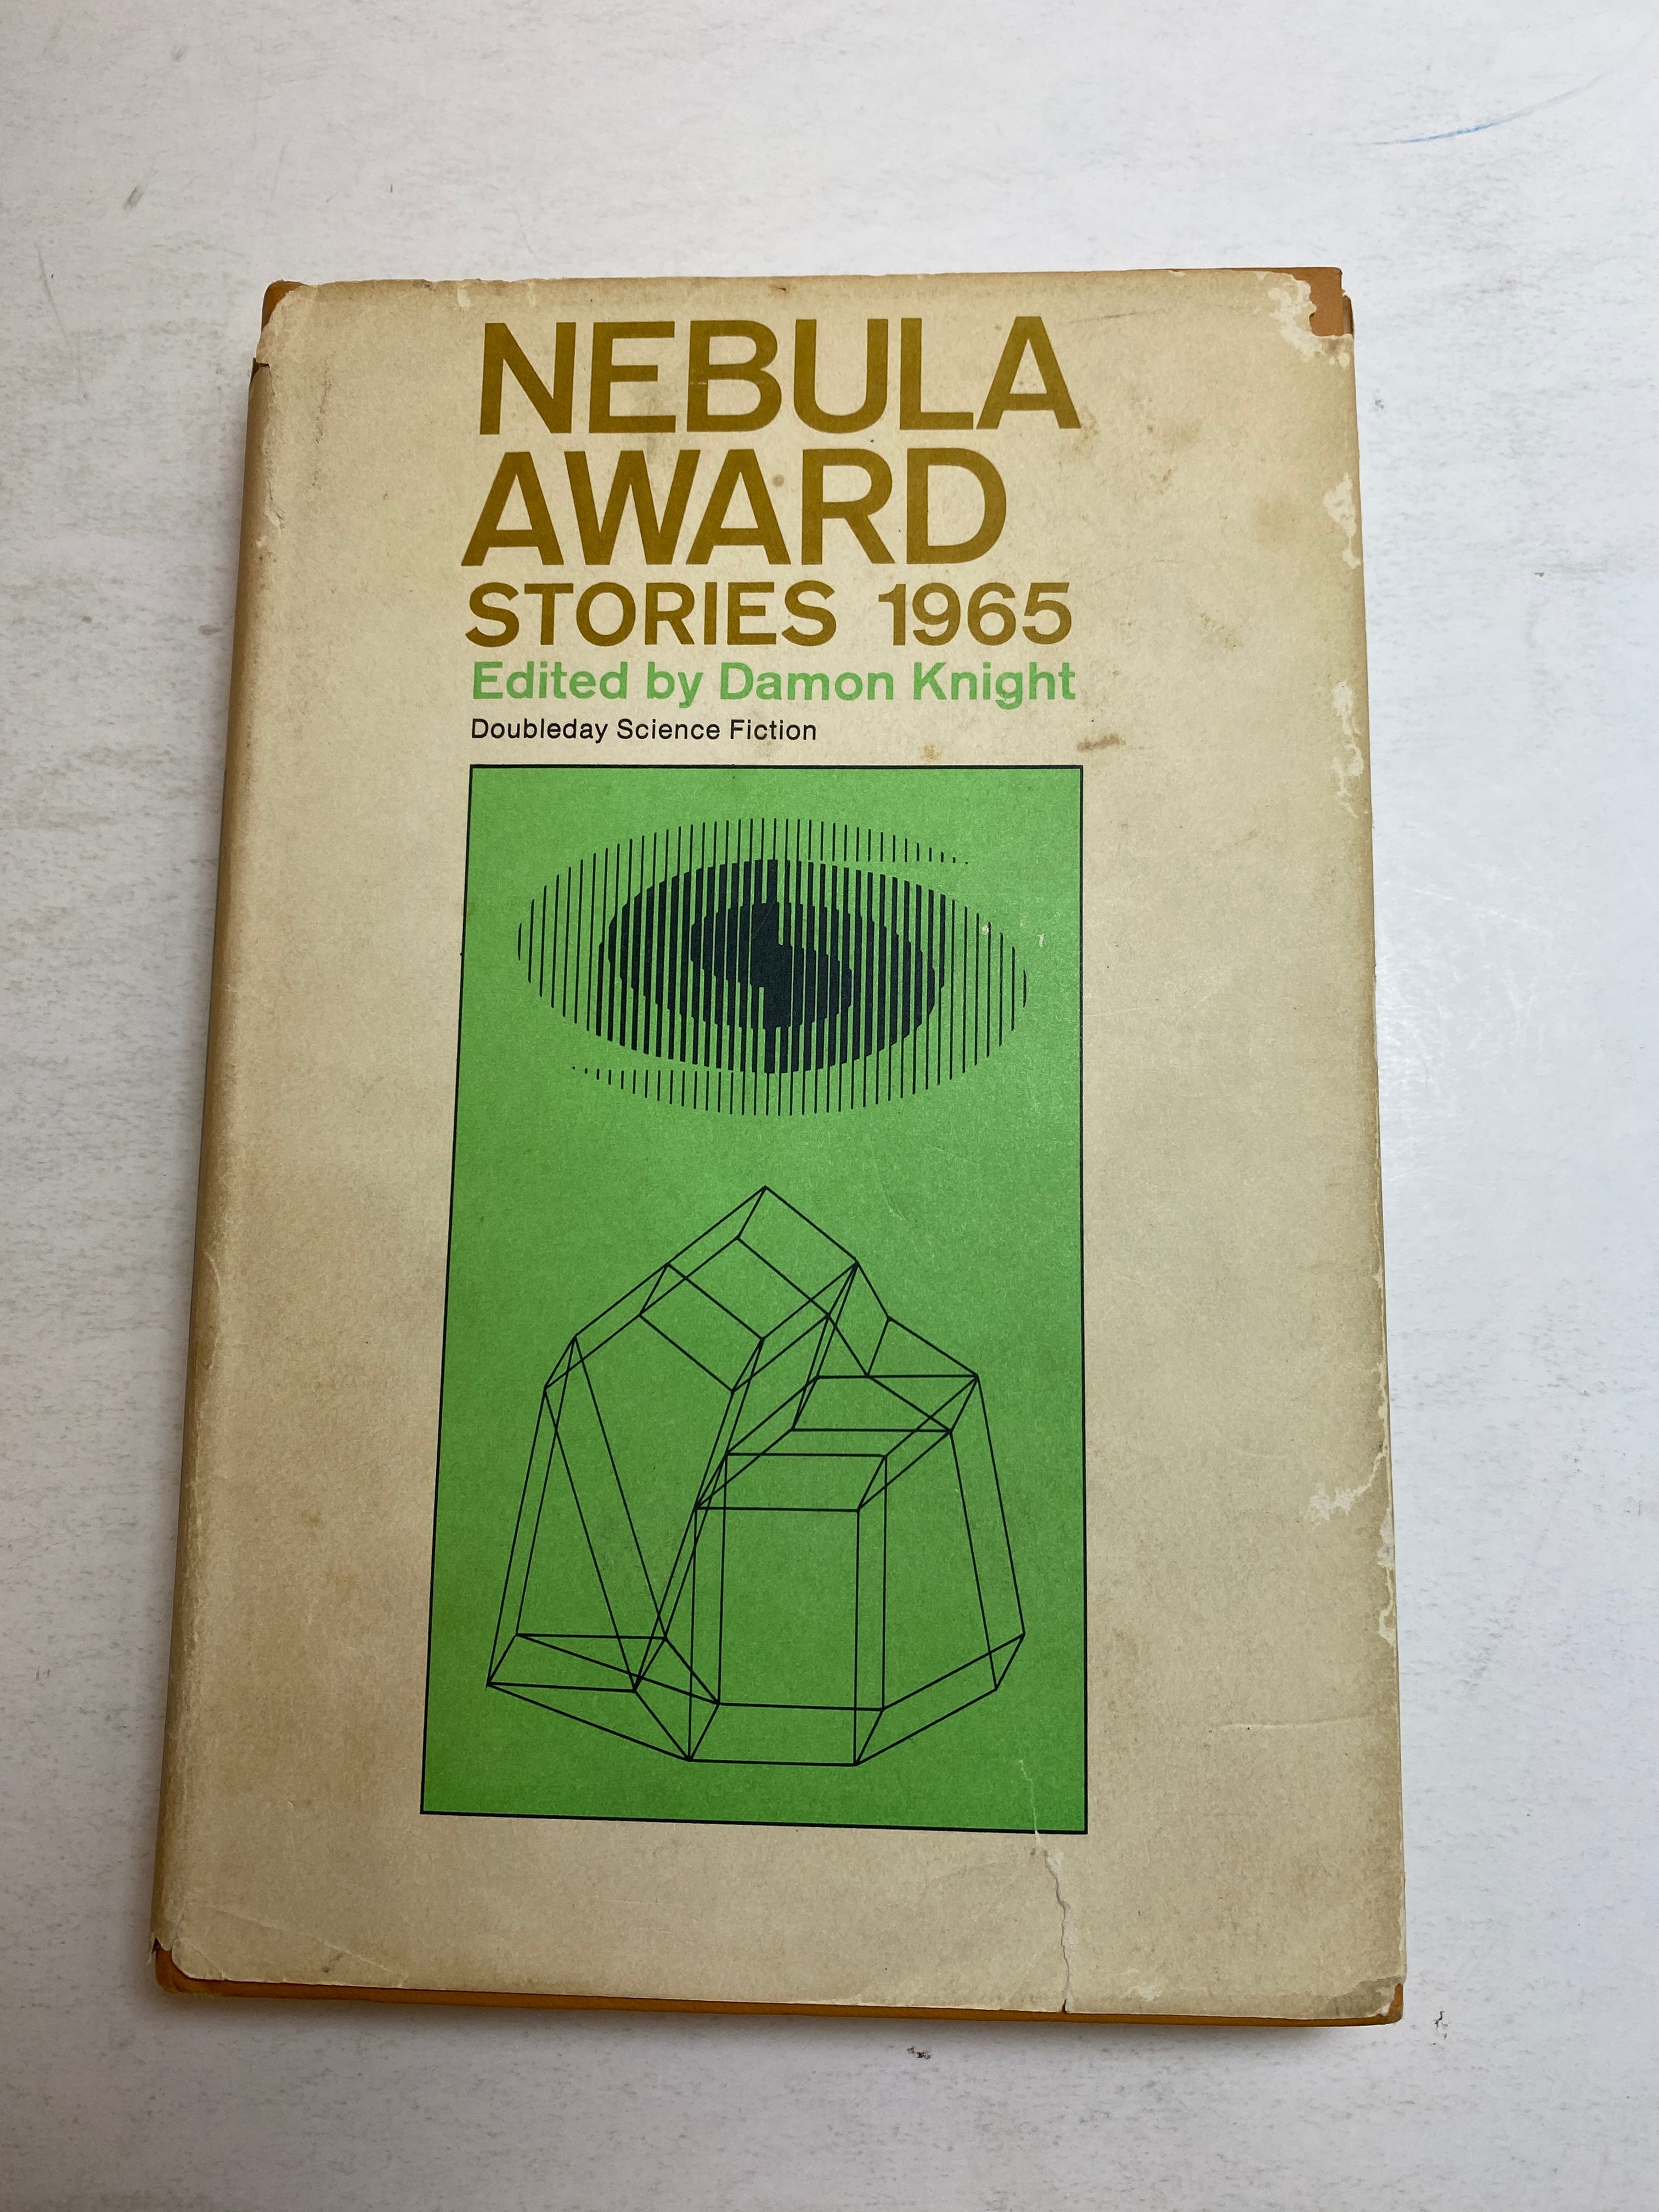 NEBULA
AWARD
STORIES 1965
Edited by Damon Knight
Doubleday Science Fiction